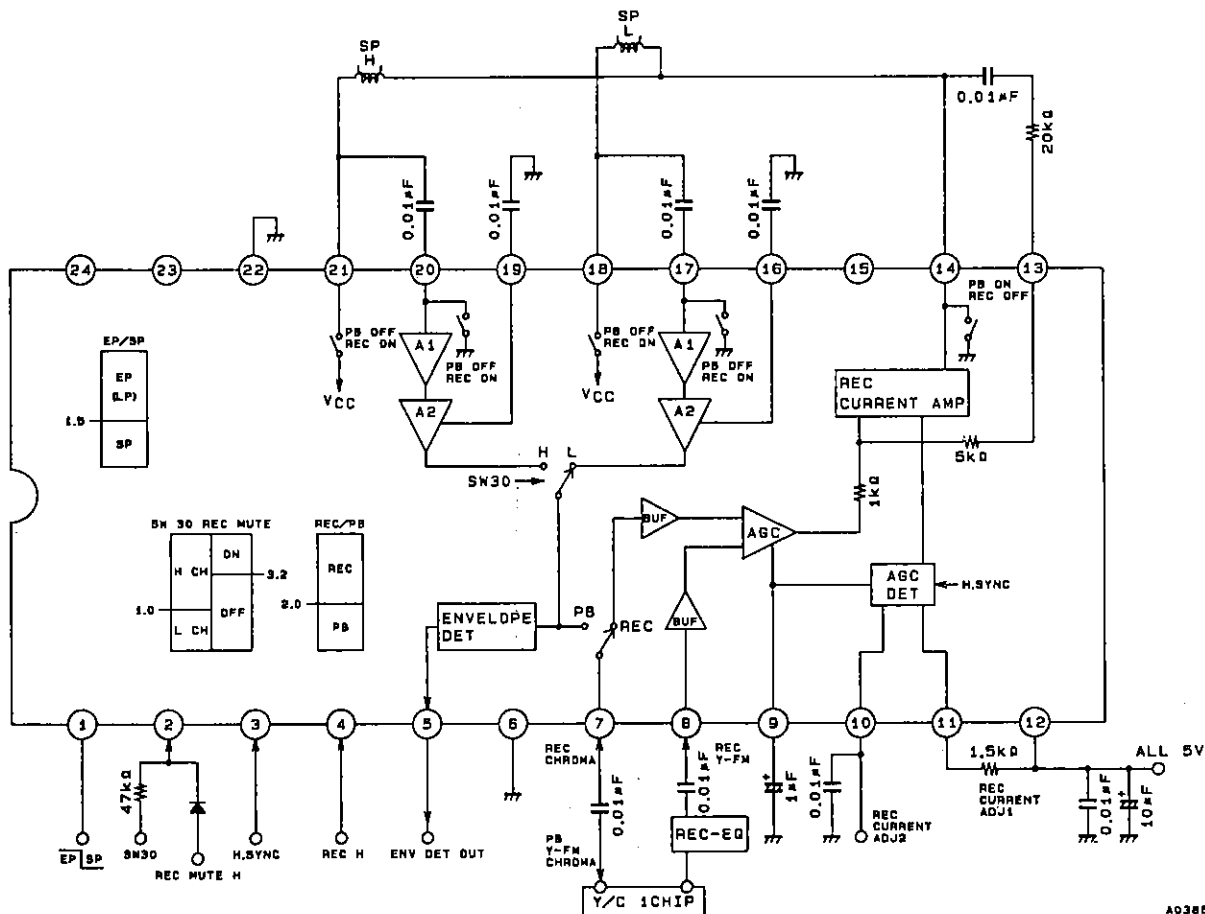 SP
L
SP
H
0.01μF
20kΩ
0.01μF
0.01μF
0.01μF
0.01μF
24
23
22
21
20
19
18
17
16
15
14
13
PB ON
REC OFF
EP/SP
EP
(LP)
1.5
SP
PB OFF
REC ON
A1
PB OFF
REC ON
VCC
A2
PB OFF
REC ON
A1
PB OFF
REC ON
VCC
A2
REC
CURRENT AMP
5kΩ
H
L
SW30
1kΩ
SW 30 REC MUTE
REC/PB
H CH
ON
3.2
1.0
OFF
L CH
REC
2.0
PB
BUF
AGC
AGC
DET
H.SYNC
BUF
ENVELOPE
DET
PB
REC
1
2
3
4
5
6
7
8
9
10
11
12
REC
CHROMA
REC
Y-FM
1.5kΩ
ALL 5V
47kΩ
0.01μF
0.01μF
1μF
0.01μF
REC
CURRENT
ADJ1
0.01μF
10μF
EP SP
SW30
H.SYNC
REC H
ENV DET OUT
REC MUTE H
PB
Y-FM
CHROMA
REC-EQ
REC
CURRENT
ADJ2
Y/C 1CHIP